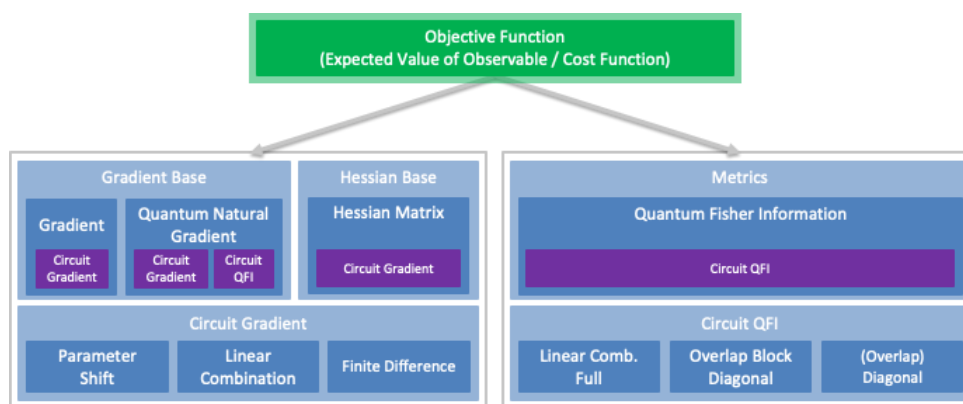 Objective Function
(Expected Value of Observable / Cost Function)
Gradient Base
Gradient
Circuit
Gradient
Quantum Natural
Gradient
Circuit
Gradient
Circuit
QFI
Hessian Base
Hessian Matrix
Circuit Gradient
Circuit Gradient
Parameter
Shift
Linear
Combination
Finite Difference
Metrics
Quantum Fisher Information
Circuit QFI
Circuit QFI
Linear Comb.
Full
Overlap Block
Diagonal
(Overlap)
Diagonal